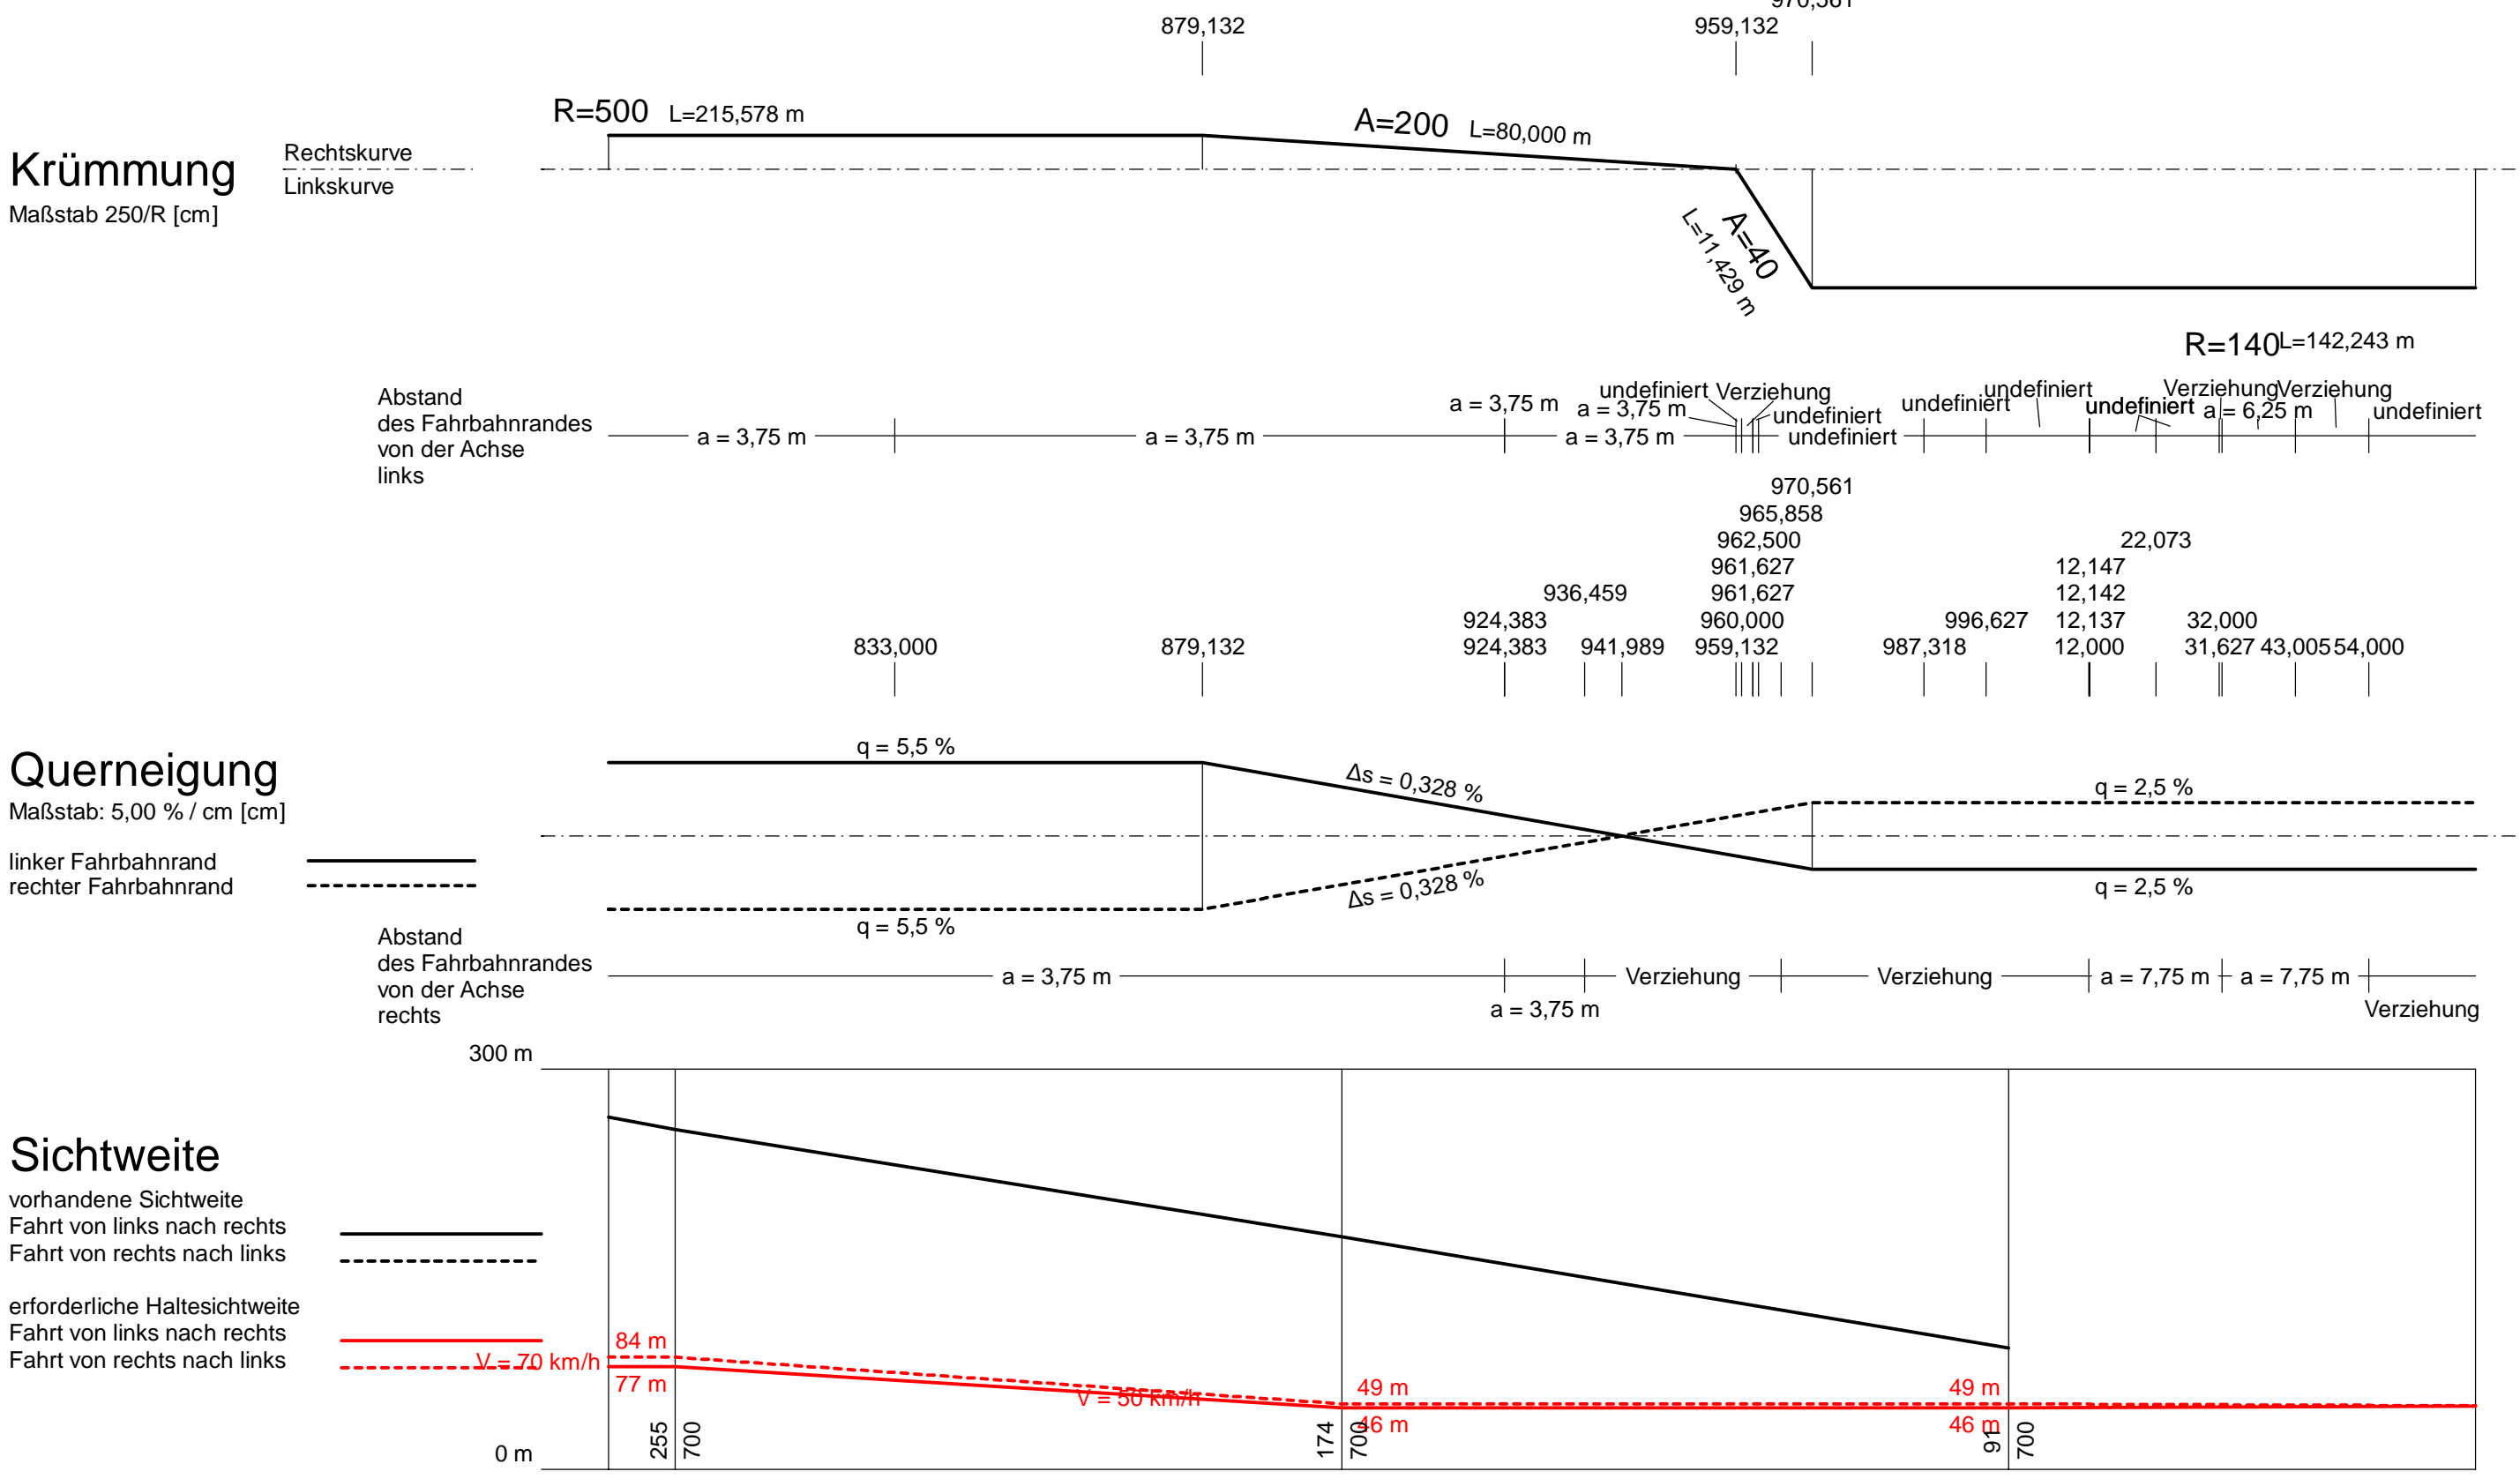 970,561
879,132
959,132
R=500 L=215,578 m
A=200 L=80,000 m
Krümmung
Rechtskurve
Linkskurve
Maßstab 250/R [cm]
A=40
L=11,429 m
R=140 L=142,243 m
Abstand
des Fahrbahnrandes
von der Achse
links
a = 3,75 m
a = 3,75 m
a = 3,75 m
a = 3,75 m
a = 3,75 m
undefiniert
Verziehung
undefiniert
undefiniert
undefiniert
undefiniert
undefiniert
Verziehung
Verziehung
a = 6,25 m
undefiniert
970,561
965,858
962,500 22,073
961,627 12,147
936,459 961,627 12,142
924,383 960,000 996,627 12,137 32,000
833,000 879,132 924,383 941,989 959,132 987,318 12,000 31,627 43,005 54,000
Querneigung
Maßstab: 5,00 % / cm [cm]
linker Fahrbahnrand
rechter Fahrbahnrand
q = 5,5 %
Δs = 0,328 %
q = 2,5 %
q = 5,5 %
Δs = 0,328 %
q = 2,5 %
Abstand
des Fahrbahnrandes
von der Achse
rechts
a = 3,75 m
a = 3,75 m
Verziehung
Verziehung
a = 7,75 m
a = 7,75 m
Verziehung
300 m
Sichtweite
vorhandene Sichtweite
Fahrt von links nach rechts
Fahrt von rechts nach links
erforderliche Haltesichtweite
Fahrt von links nach rechts
Fahrt von rechts nach links
V = 70 km/h
84 m
77 m
V = 50 km/h
49 m
46 m
49 m
46 m
255
700
174
700
91
700
0 m